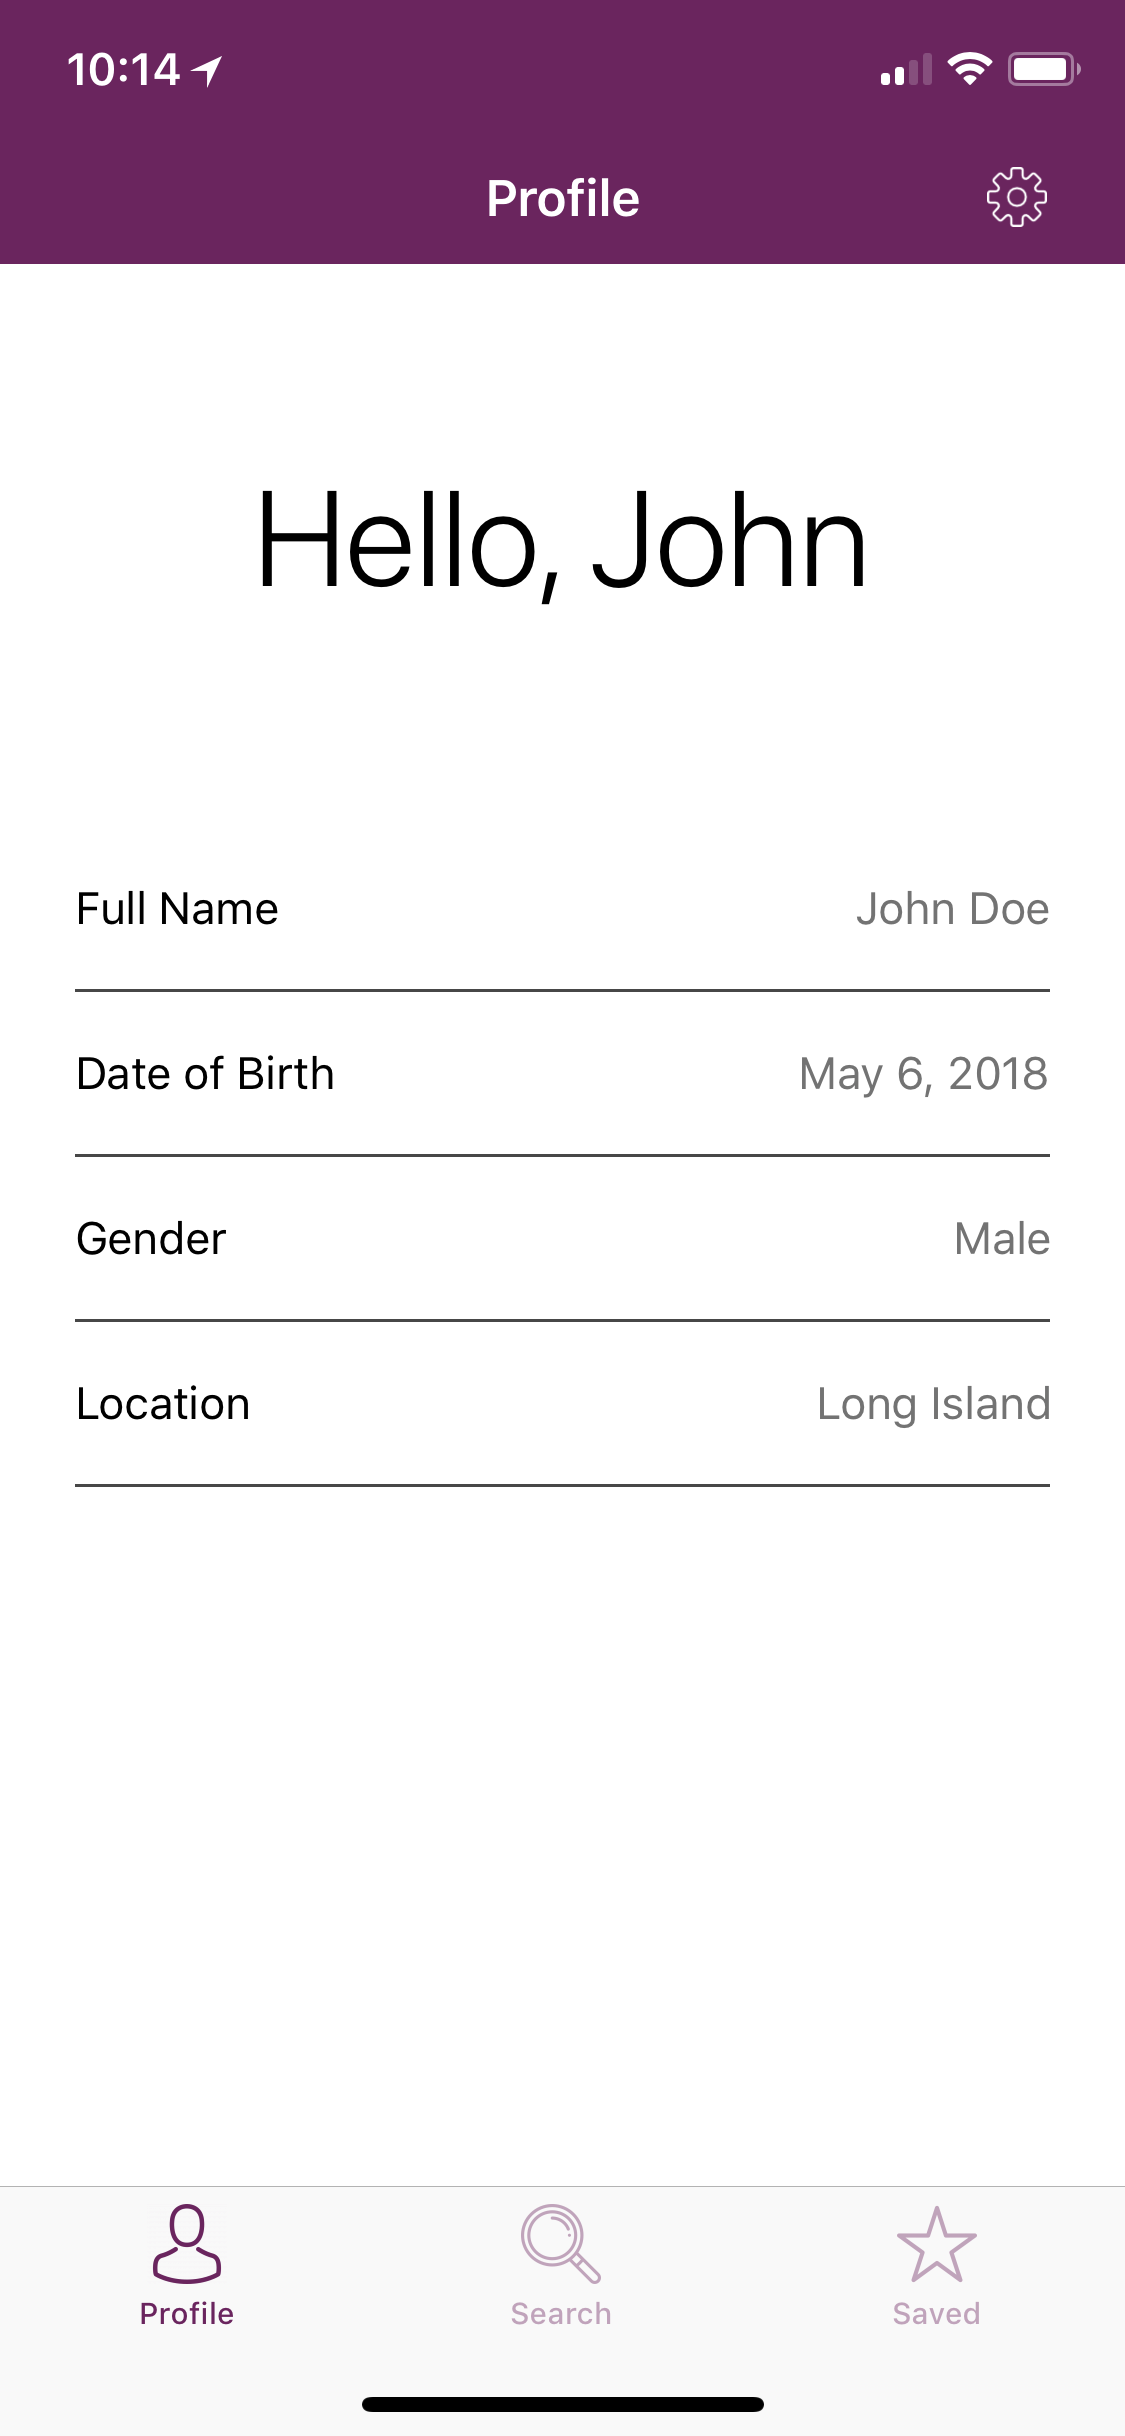 10:14
Profile
Hello, John
Full Name John Doe
Date of Birth May 6, 2018
Gender Male
Location Long Island
Profile Search Saved